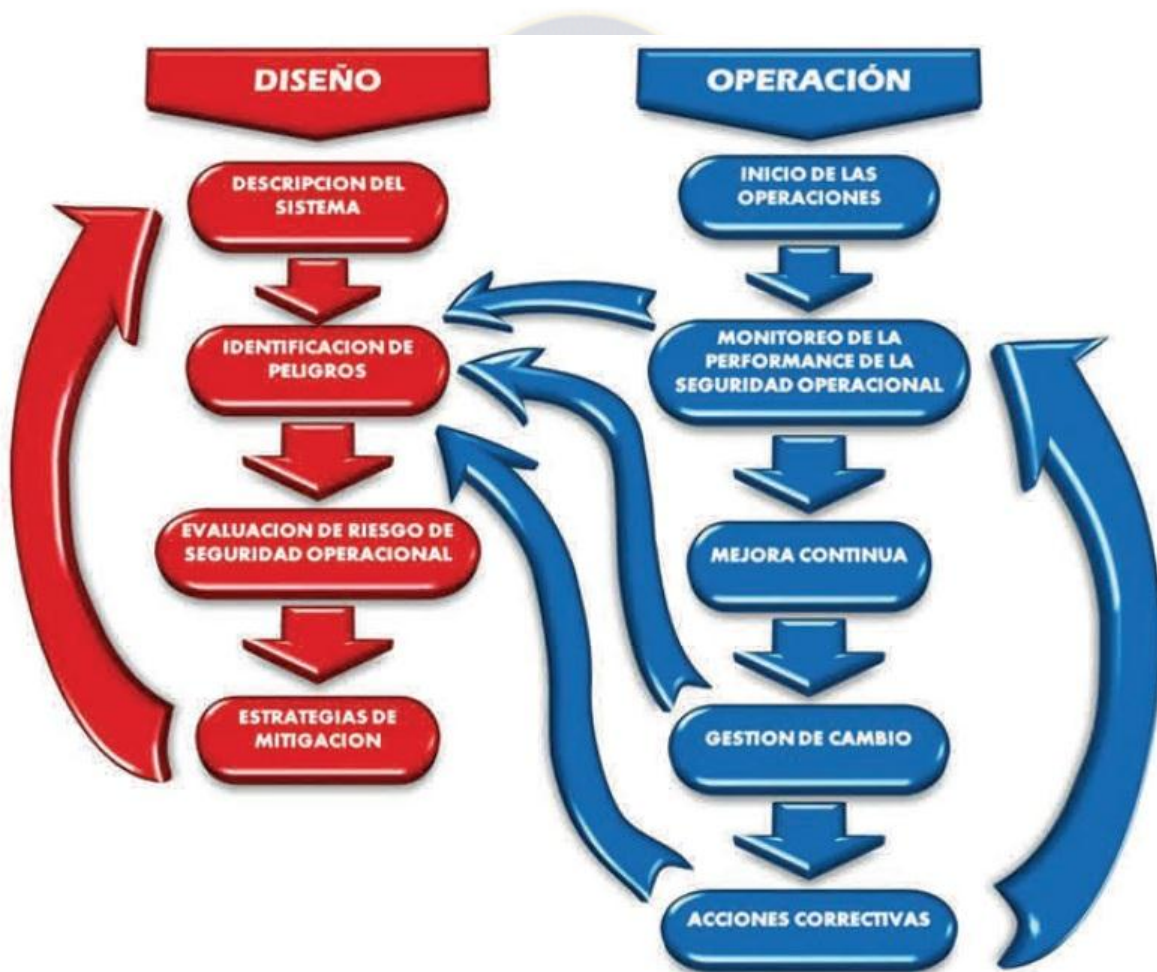 DISEÑO
DESCRIPCION DEL
SISTEMA
IDENTIFICACION DE
PELIGROS
EVALUACION DE RIESGO DE
SEGURIDAD OPERACIONAL
ESTRATEGIAS DE
MITIGACION
OPERACIÓN
INICIO DE LAS
OPERACIONES
MONITOREO DE LA
PERFORMANCE DE LA
SEGURIDAD OPERACIONAL
MEJORA CONTINUA
GESTION DE CAMBIO
ACCIONES CORRECTIVAS